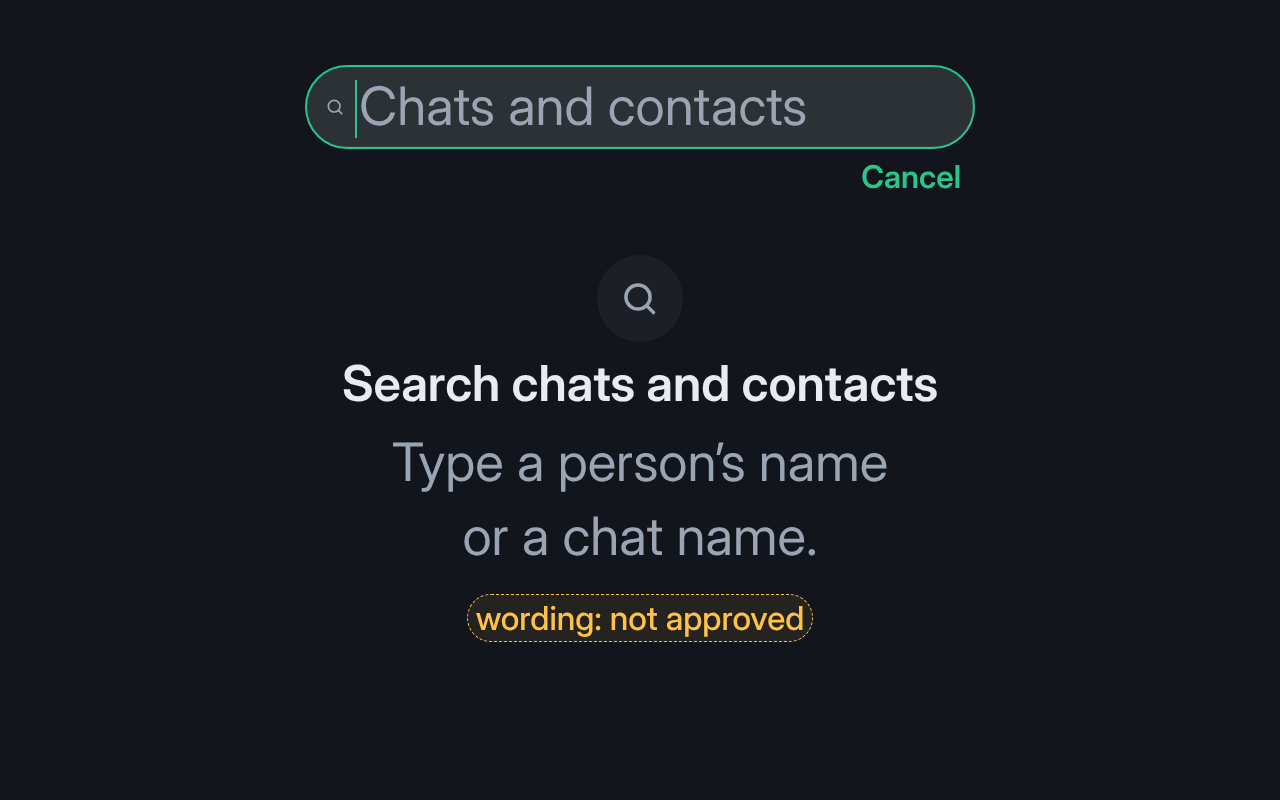 Chats and contacts
Cancel
Search chats and contacts
Type a person’s name
or a chat name.
wording: not approved